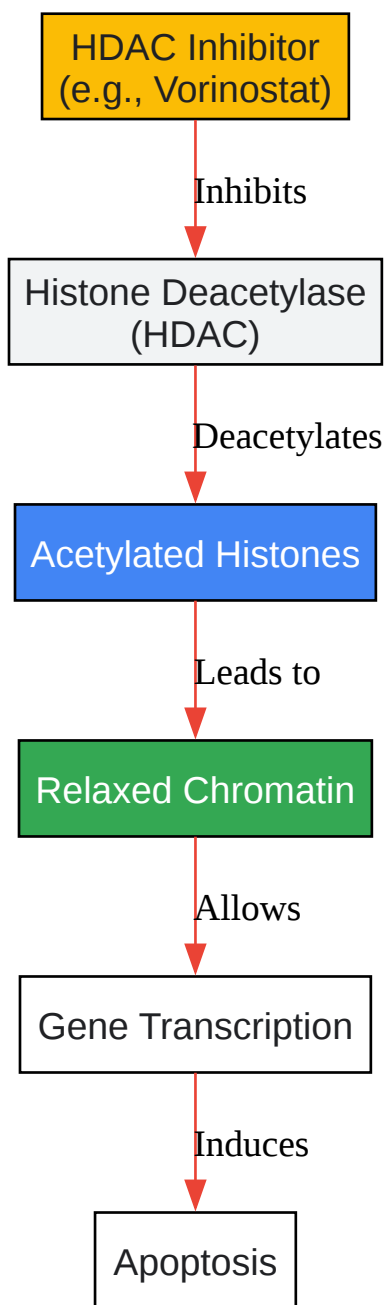 HDAC Inhibitor
(e.g., Vorinostat)
Inhibits
Histone Deacetylase
(HDAC)
Deacetylates
Acetylated Histones
Leads to
Relaxed Chromatin
Allows
Gene Transcription
Induces
Apoptosis